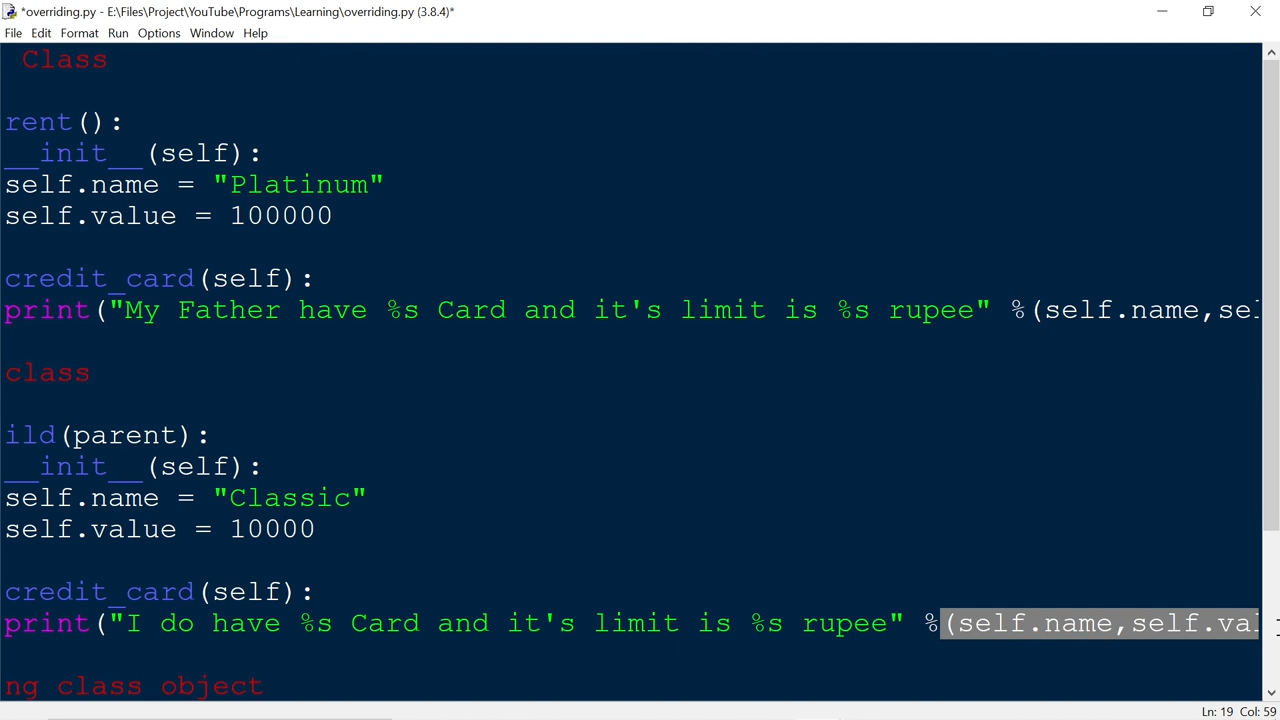 *overriding.py - E:\Files\Project\YouTube\Programs\Learning\overriding.py (3.8.4)*
File Edit Format Run Options Window Help
Class
rent():
__init__(self):
self.name = "Platinum"
self.value = 100000
credit_card(self):
print("My Father have %s Card and it's limit is %s rupee" %(self.name,sel
class
ild(parent):
__init__(self):
self.name = "Classic"
self.value = 10000
credit_card(self):
print("I do have %s Card and it's limit is %s rupee" %(self.name,self.val
ng class object
Ln: 19 Col: 59